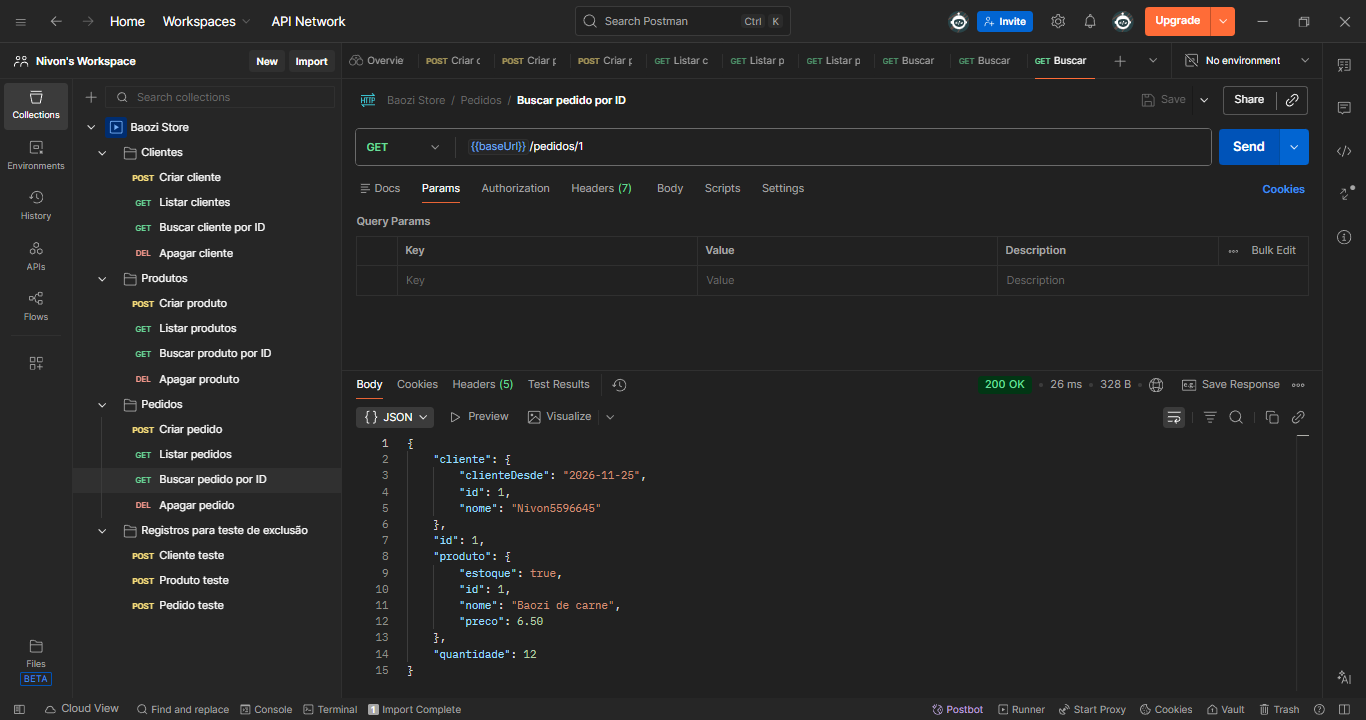 Home Workspaces API Network Search Postman Ctrl K Invite Upgrade
Nivon's Workspace New Import Overvie POST Criar c POST Criar p POST Criar p GET Listar c GET Listar p GET Listar p GET Buscar GET Buscar GET Buscar No environment
Collections
Environments
History
APIs
Flows
Files
BETA
Search collections
Baozi Store
Clientes
POST Criar cliente
GET Listar clientes
GET Buscar cliente por ID
DEL Apagar cliente
Produtos
POST Criar produto
GET Listar produtos
GET Buscar produto por ID
DEL Apagar produto
Pedidos
POST Criar pedido
GET Listar pedidos
GET Buscar pedido por ID
DEL Apagar pedido
Registros para teste de exclusão
POST Cliente teste
POST Produto teste
POST Pedido teste
HTTP Baozi Store / Pedidos / Buscar pedido por ID Save Share
GET {{baseUrl}} /pedidos/1 Send
Docs Params Authorization Headers (7) Body Scripts Settings Cookies
Query Params
Key Value Description Bulk Edit
Key Value Description
Body Cookies Headers (5) Test Results 200 OK 26 ms 328 B e.g. Save Response
{ } JSON Preview Visualize
1 {
2 "cliente": {
3 "clienteDesde": "2026-11-25",
4 "id": 1,
5 "nome": "Nivon5596645"
6 },
7 "id": 1,
8 "produto": {
9 "estoque": true,
10 "id": 1,
11 "nome": "Baozi de carne",
12 "preco": 6.50
13 },
14 "quantidade": 12
15 }
Cloud View Find and replace Console Terminal 1 Import Complete Postbot Runner Start Proxy Cookies Vault Trash